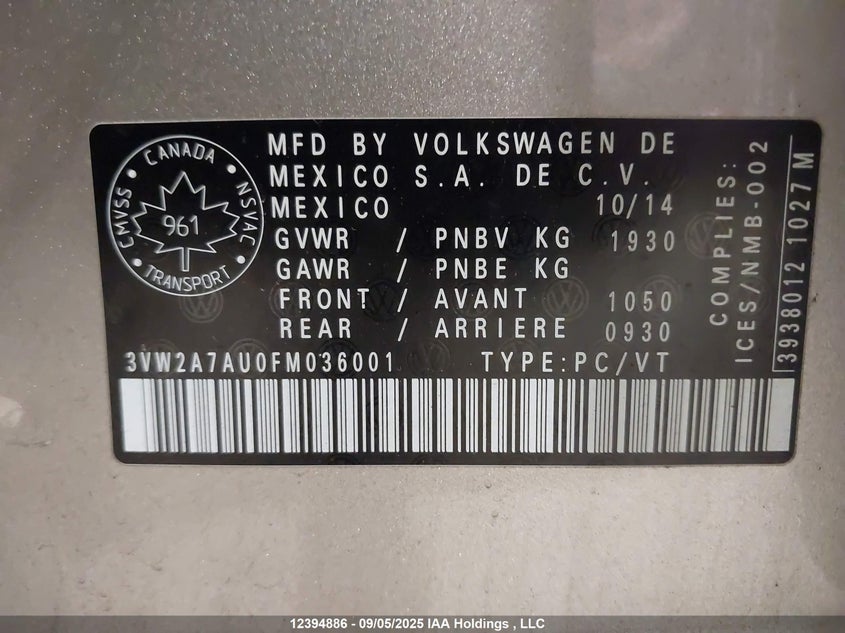 CANADA
CMVSS
NSVAC
961
TRANSPORT
MFD BY VOLKSWAGEN DE
MEXICO S.A. DE C.V.
MEXICO 10/14
GVWR / PNBV KG 1930
GAWR / PNBE KG
FRONT / AVANT 1050
REAR / ARRIERE 0930
3VW2A7AU0FM036001 TYPE:PC/VT
COMPLIES:
ICES/NMB-002
3938012 1027 M
12394886 - 09/05/2025 IAA Holdings , LLC